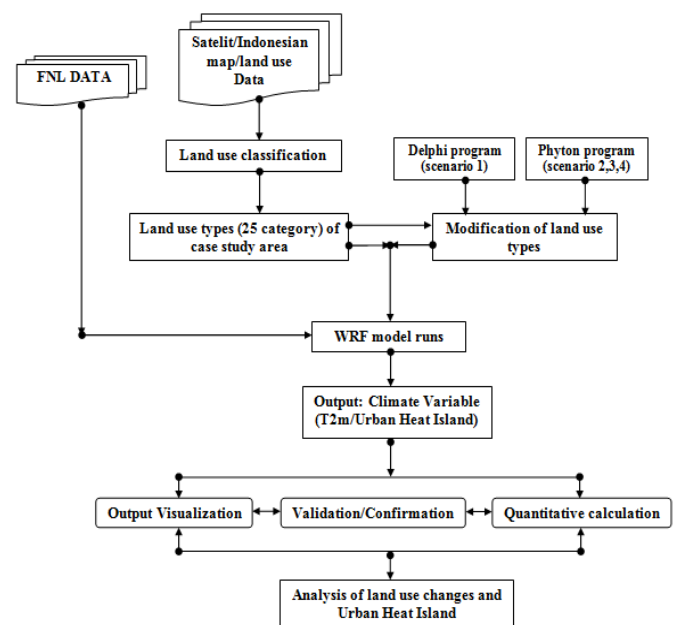 Satelit/Indonesian
map/land use
Data
FNL DATA
Land use classification
Delphi program
(scenario 1)
Phyton program
(scenario 2,3,4)
Land use types (25 category) of
case study area
Modification of land use
types
WRF model runs
Output: Climate Variable
(T2m/Urban Heat Island)
Output Visualization
Validation/Confirmation
Quantitative calculation
Analysis of land use changes and
Urban Heat Island